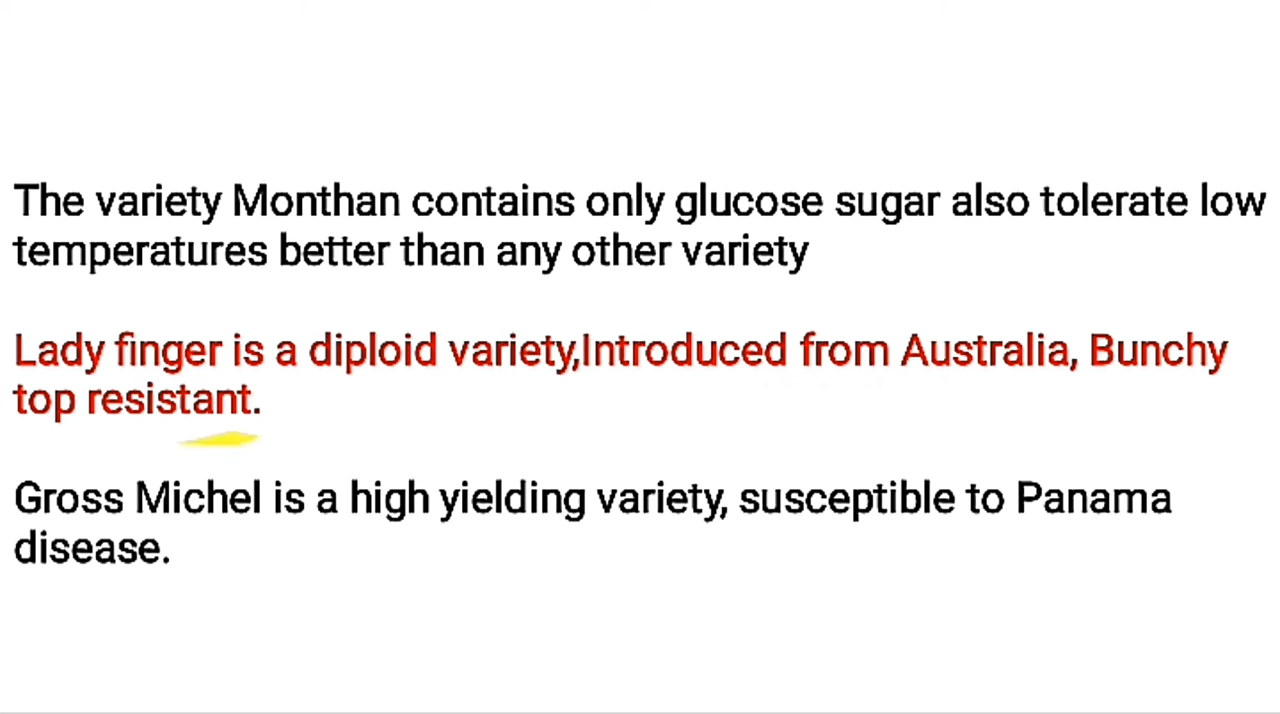 The variety Monthan contains only glucose sugar also tolerate low
temperatures better than any other variety
Lady finger is a diploid variety,Introduced from Australia, Bunchy
top resistant.
Gross Michel is a high yielding variety, susceptible to Panama
disease.